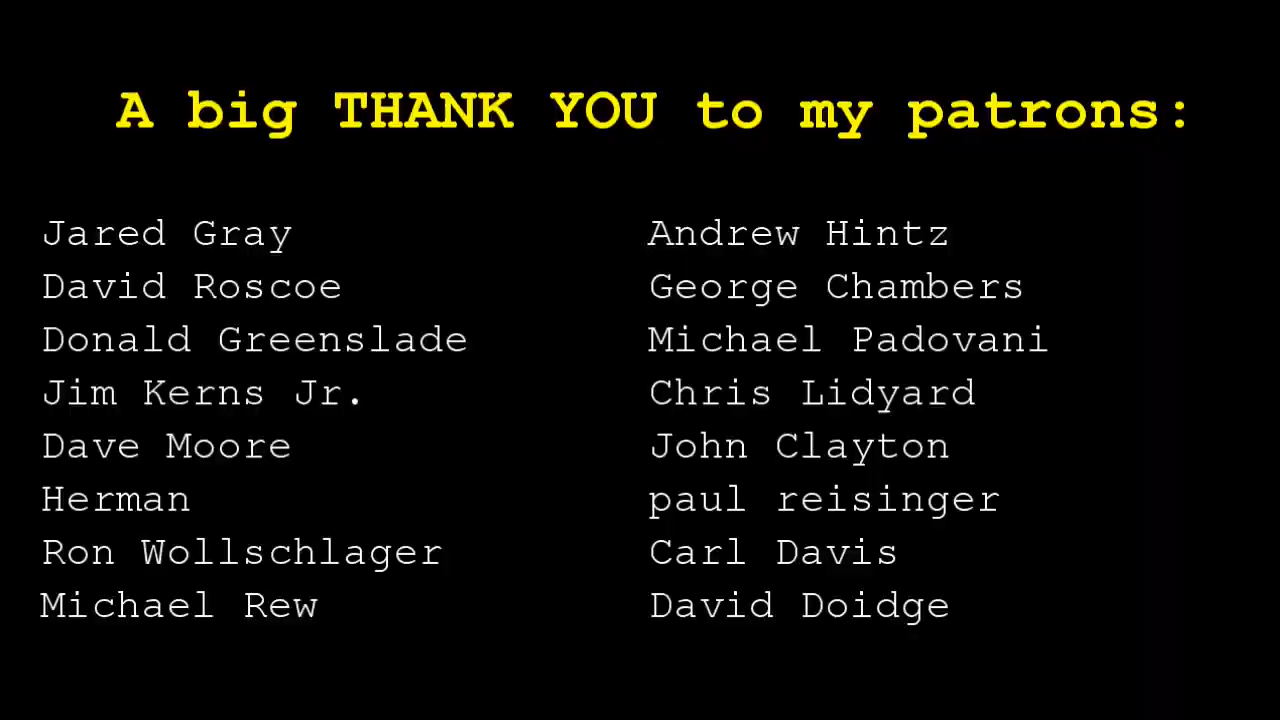 A big THANK YOU to my patrons:
Jared Gray
David Roscoe
Donald Greenslade
Jim Kerns Jr.
Dave Moore
Herman
Ron Wollschlager
Michael Rew
Andrew Hintz
George Chambers
Michael Padovani
Chris Lidyard
John Clayton
paul reisinger
Carl Davis
David Doidge